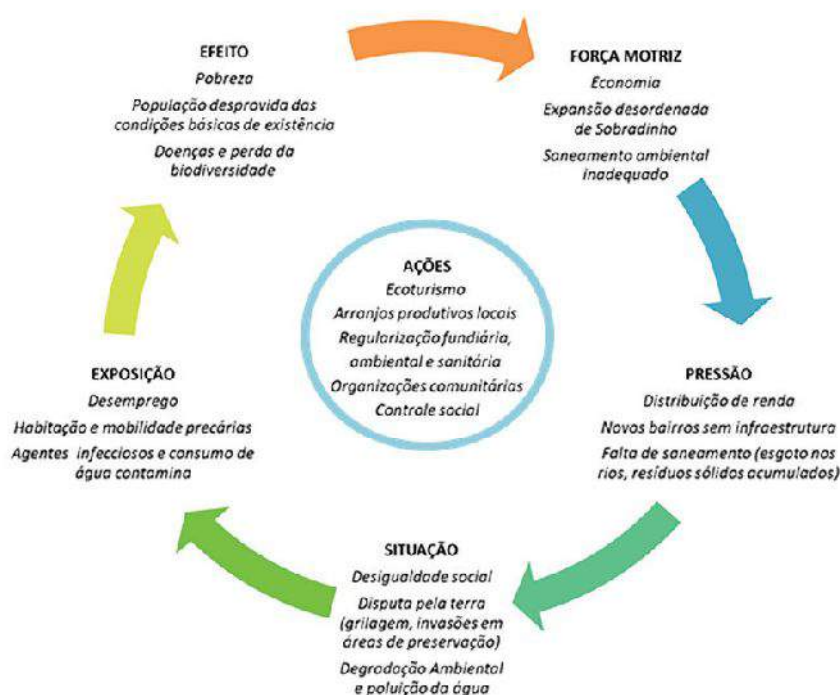 EFEITO
Pobreza
População desprovida das
condições básicas de existência
Doenças e perda da
biodiversidade
FORÇA MOTRIZ
Economia
Expansão desordenada
de Sobradinho
Saneamento ambiental
inadequado
AÇÕES
Ecoturismo
Arranjos produtivos locais
Regularização fundiária,
ambiental e sanitária
Organizações comunitárias
Controle social
EXPOSIÇÃO
Desemprego
Habitação e mobilidade precárias
Agentes infecciosos e consumo de
água contamina
PRESSÃO
Distribuição de renda
Novos bairros sem infraestrutura
Falta de saneamento (esgoto nos
rios, resíduos sólidos acumulados)
SITUAÇÃO
Desigualdade social
Disputa pela terra
(grilagem, invasões em
áreas de preservação)
Degradação Ambiental
e poluição da água